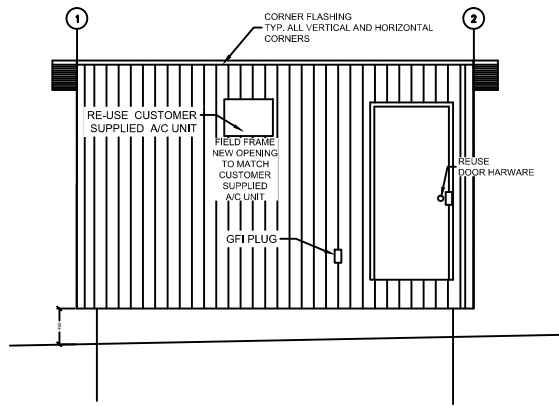 1
2
CORNER FLASHING
TYP. ALL VERTICAL AND HORIZONTAL
CORNERS
RE-USE CUSTOMER
SUPPLIED A/C UNIT
FIELD FRAME
NEW OPENING
TO MATCH
CUSTOMER
SUPPLIED
A/C UNIT
REUSE
DOOR HARWARE
GFI PLUG